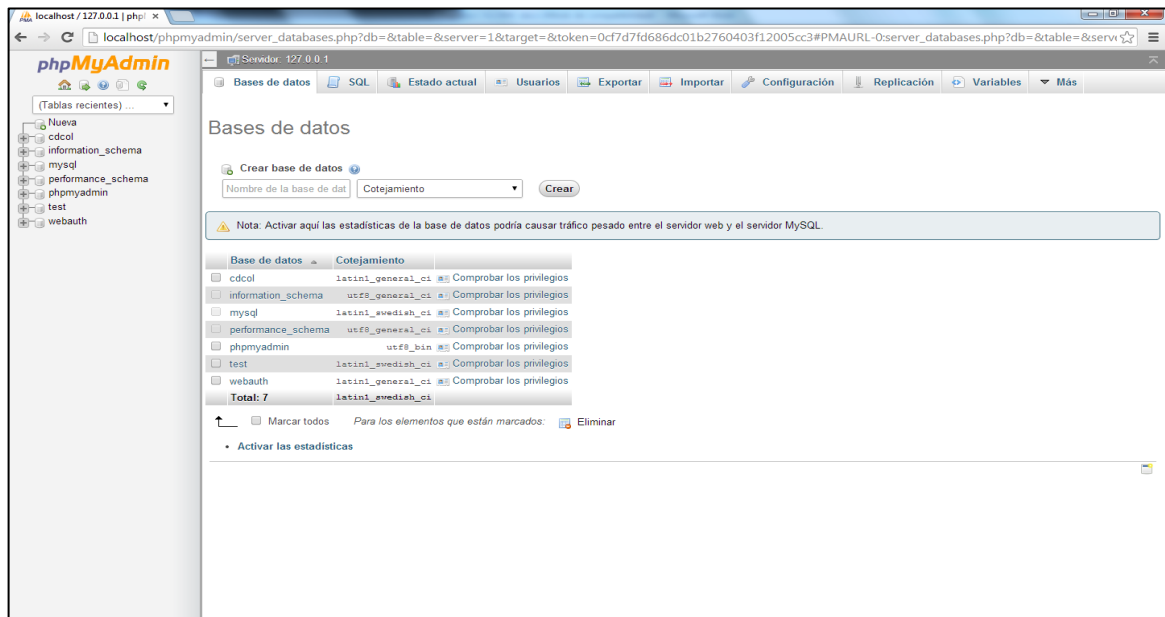 localhost / 127.0.0.1 | phpl
localhost/phpmyadmin/server_databases.php?db=&table=&server=1&target=&token=0cf7d7fd686dc01b2760403f12005cc3#PMAURL-0:server_databases.php?db=&table=&serv
phpMyAdmin
(Tablas recientes) ...
Nueva
cdcol
information_schema
mysql
performance_schema
phpmyadmin
test
webauth
Servidor: 127.0.0.1
Bases de datos SQL Estado actual Usuarios Exportar Importar Configuración Replicación Variables Más
Bases de datos
Crear base de datos
Nombre de la base de dat Cotejamiento Crear
Nota: Activar aquí las estadísticas de la base de datos podría causar tráfico pesado entre el servidor web y el servidor MySQL.
Base de datos Cotejamiento
cdcol latin1_general_ci Comprobar los privilegios
information_schema utf8_general_ci Comprobar los privilegios
mysql latin1_swedish_ci Comprobar los privilegios
performance_schema utf8_general_ci Comprobar los privilegios
phpmyadmin utf8_bin Comprobar los privilegios
test latin1_swedish_ci Comprobar los privilegios
webauth latin1_general_ci Comprobar los privilegios
Total: 7 latin1_swedish_ci
Marcar todos Para los elementos que están marcados: Eliminar
Activar las estadísticas